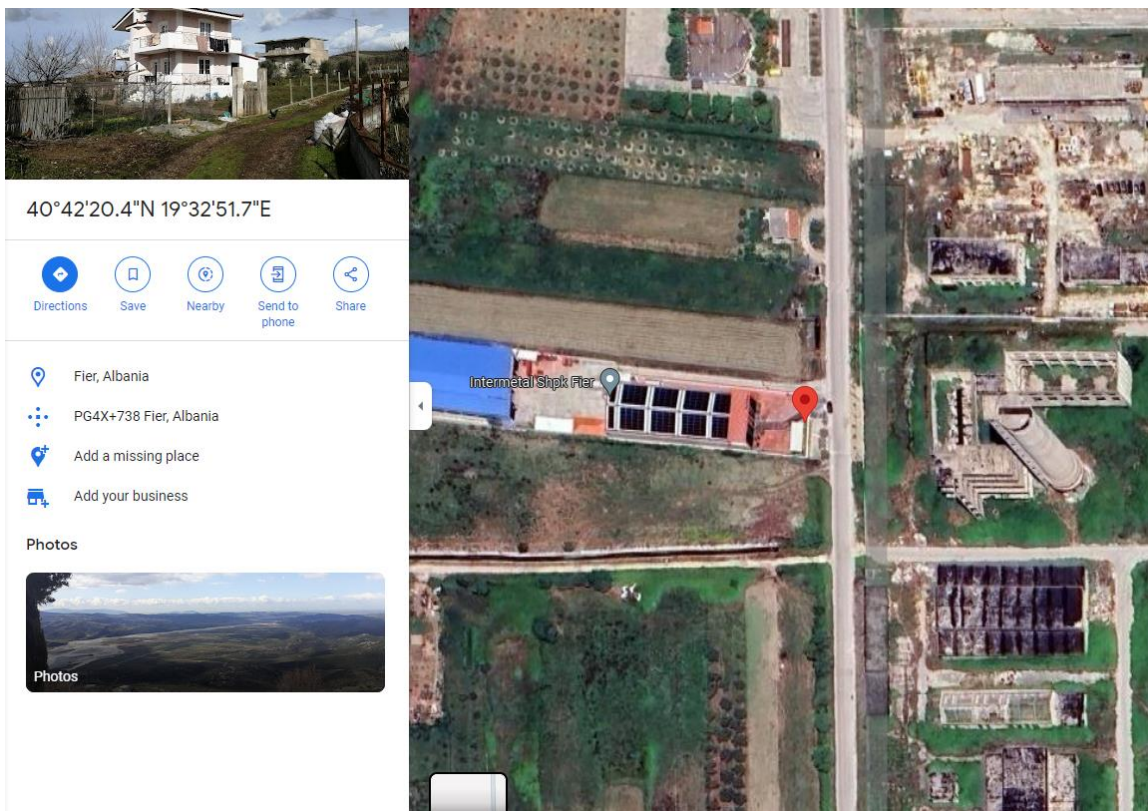 40°42'20.4"N 19°32'51.7"E
Directions
Save
Nearby
Send to
phone
Share
Fier, Albania
PG4X+738 Fier, Albania
Add a missing place
Add your business
Photos
Photos
Intermetal Shpk Fier